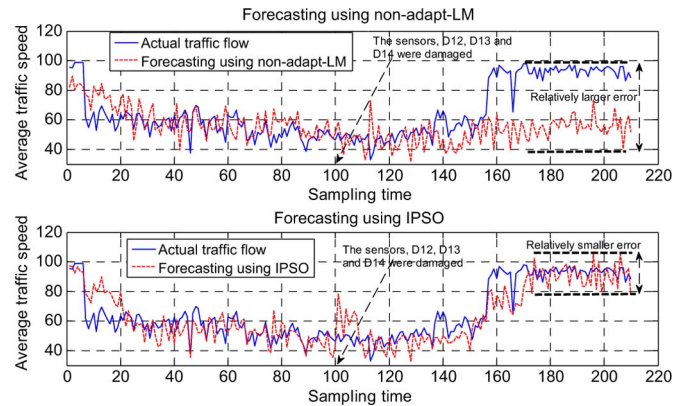 Forecasting using non-adapt-LM
120
100
80
60
40
Average traffic speed
Actual traffic flow
Forecasting using non-adapt-LM
The sensors, D12, D13 and
D14 were damaged
Relatively larger error
0 20 40 60 80 100 120 140 160 180 200 220
Sampling time
Forecasting using IPSO
120
100
80
60
40
Average traffic speed
Actual traffic flow
Forecasting using IPSO
The sensors, D12, D13
and D14 were damaged
Relatively smaller error
0 20 40 60 80 100 120 140 160 180 200 220
Sampling time